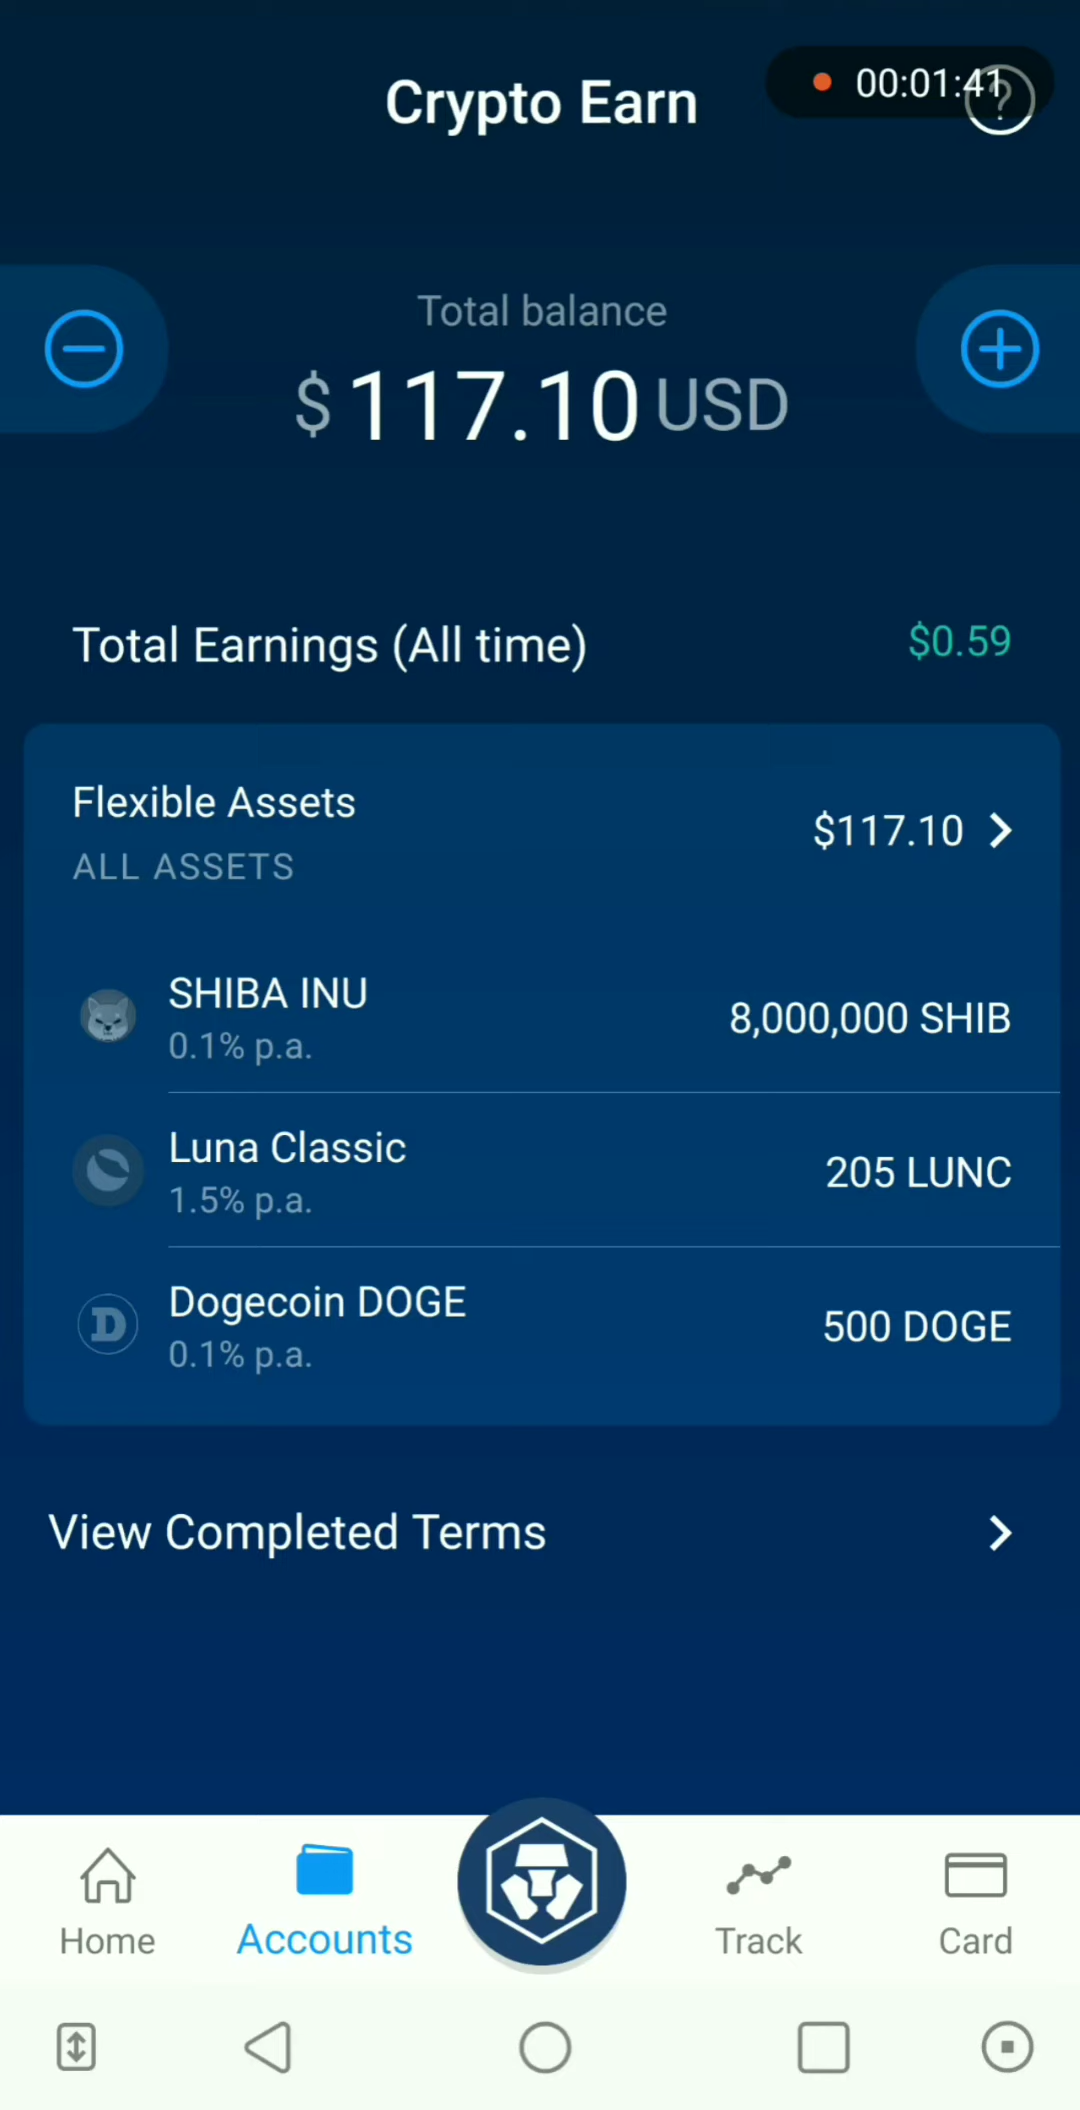 Crypto Earn
00:01:41
Total balance
$117.10 USD
Total Earnings (All time)
$0.59
Flexible Assets
ALL ASSETS
$117.10
SHIBA INU
0.1% p.a.
8,000,000 SHIB
Luna Classic
1.5% p.a.
205 LUNC
Dogecoin DOGE
0.1% p.a.
500 DOGE
View Completed Terms
Home
Accounts
Track
Card